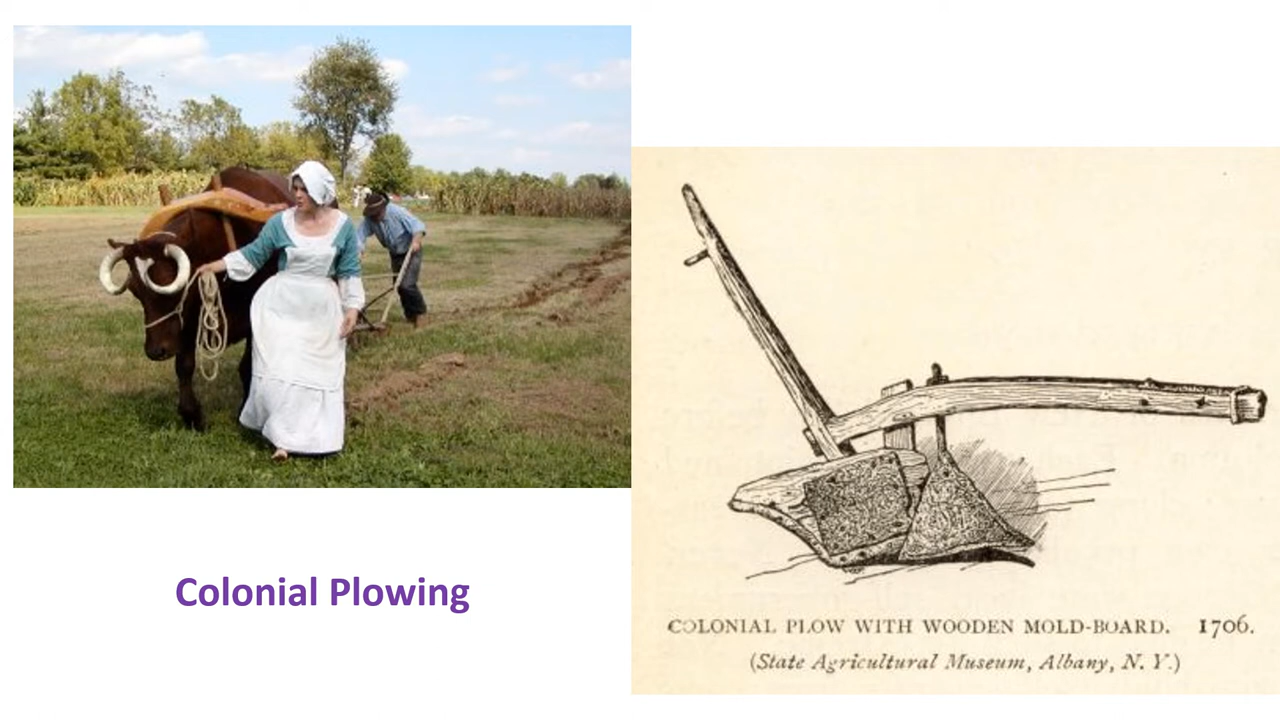 Colonial Plowing
COLONIAL PLOW WITH WOODEN MOLD-BOARD. 1706.
(State Agricultural Museum, Albany, N. Y.)